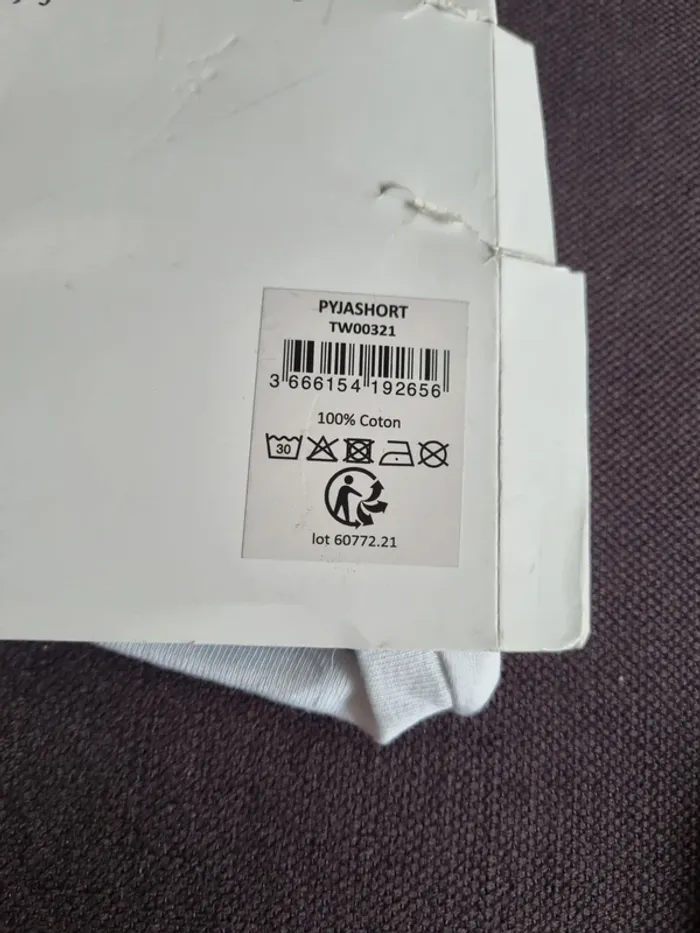 PYJASHORT
TW00321
3 666154 192656
100% Coton
30
lot 60772.21